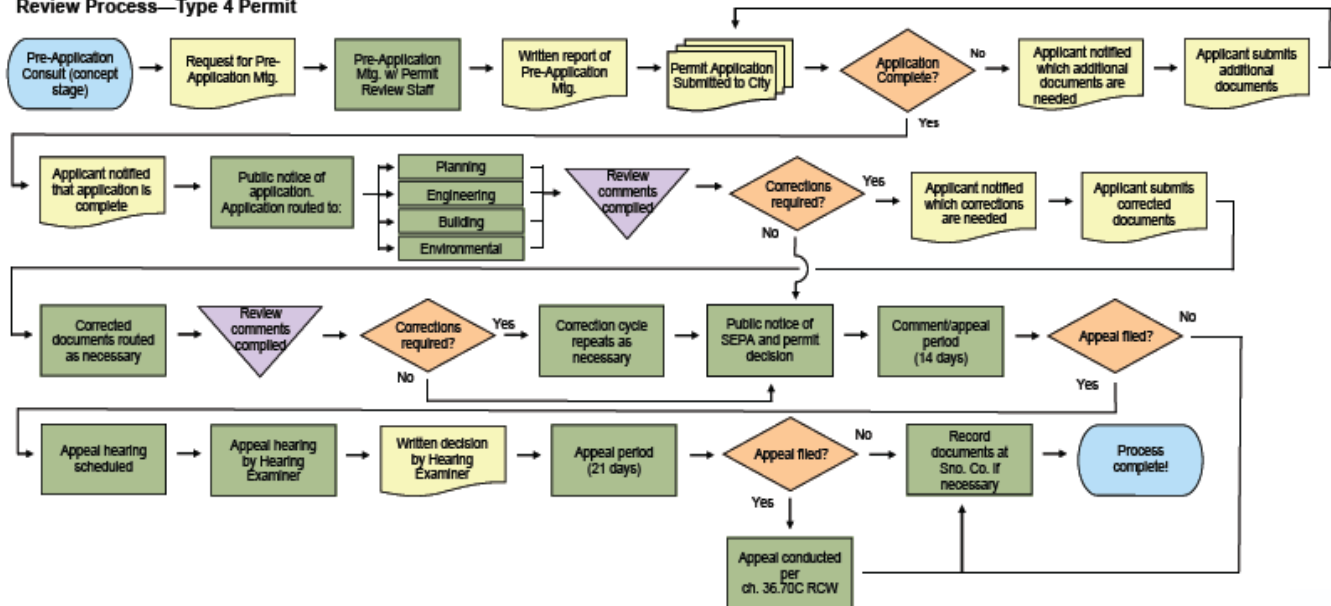 Review Process—Type 4 Permit
Pre-Application
Consult (concept
stage)
Request for Pre-
Application Mtg.
Pre-Application
Mtg. w/ Permit
Review Staff
Written report of
Pre-Application
Mtg.
Permit Application
Submitted to City
Application
Complete?
No
Applicant notified
which additional
documents are
needed
Applicant submits
additional
documents
Yes
Applicant notified
that application is
complete
Public notice of
application.
Application routed to:
Planning
Engineering
Building
Environmental
Review
comments
compiled
Corrections
required?
Yes
No
Applicant notified
which corrections
are needed
Applicant submits
corrected
documents
Corrected
documents routed
as necessary
Review
comments
compiled
Corrections
required?
Yes
No
Correction cycle
repeats as
necessary
Public notice of
SEPA and permit
decision
Comment/appeal
period
(14 days)
Appeal filed?
No
Yes
Appeal hearing
scheduled
Appeal hearing
by Hearing
Examiner
Written decision
by Hearing
Examiner
Appeal period
(21 days)
Appeal filed?
No
Yes
Record
documents at
Sno. Co. if
necessary
Process
complete!
Appeal conducted
per
ch. 36.70C RCW